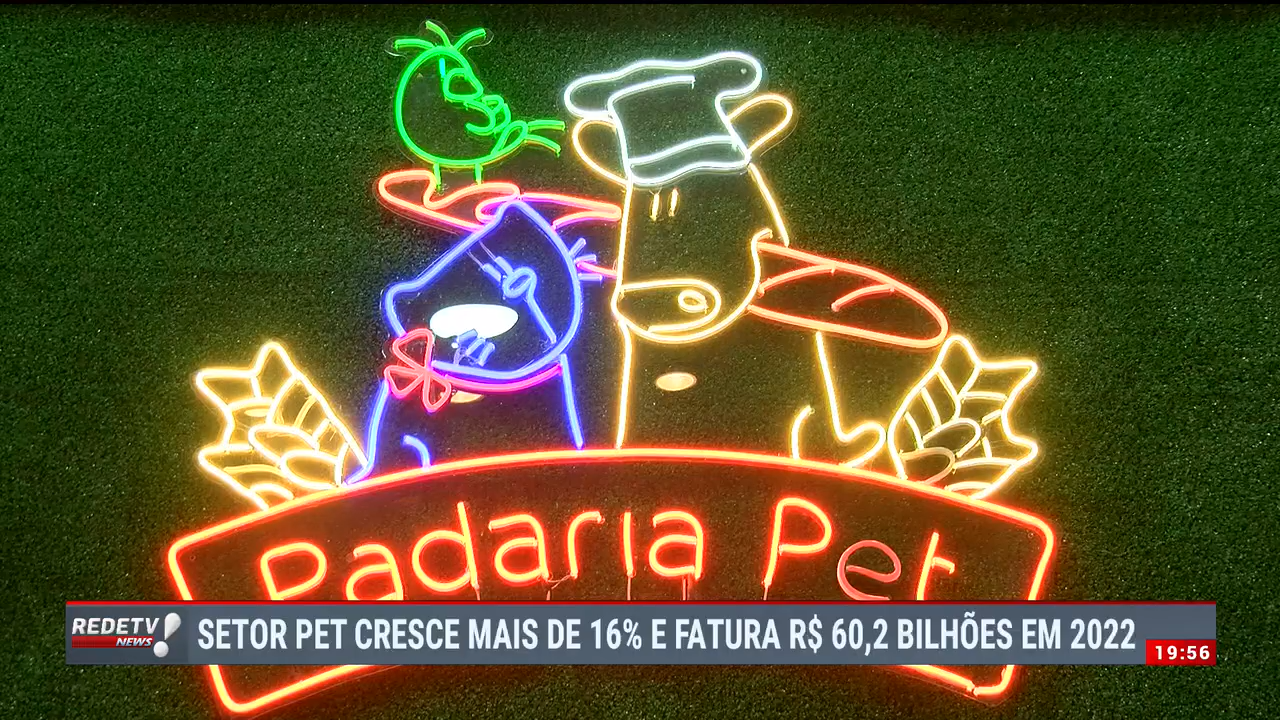 Padaria Pet
REDETV!
NEWS
SETOR PET CRESCE MAIS DE 16% E FATURA R$ 60,2 BILHÕES EM 2022
19:56